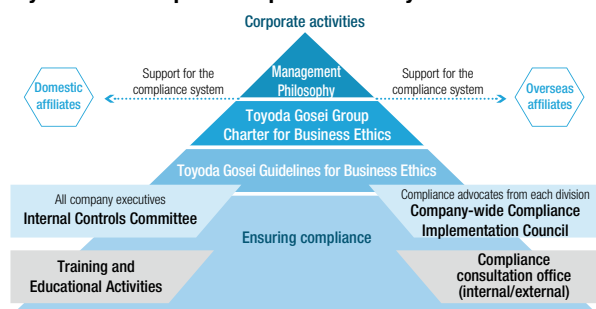 Corporate activities
Management
Philosophy
Support for the
compliance system
Support for the
compliance system
Domestic
affiliates
Overseas
affiliates
Toyoda Gosei Group
Charter for Business Ethics
Toyoda Gosei Guidelines for Business Ethics
All company executives
Internal Controls Committee
Compliance advocates from each division
Company-wide Compliance
Implementation Council
Ensuring compliance
Training and
Educational Activities
Compliance
consultation office
(internal/external)